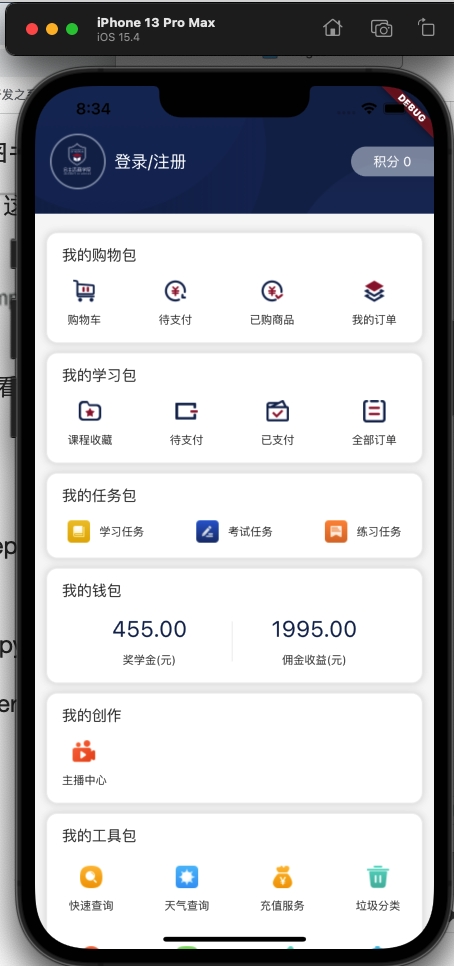 iPhone 13 Pro Max
iOS 15.4
8:34
DEBUG
登录/注册
积分 0
我的购物包
购物车 待支付 已购商品 我的订单
我的学习包
课程收藏 待支付 已支付 全部订单
我的任务包
学习任务 考试任务 练习任务
我的钱包
455.00 1995.00
奖学金(元) 佣金收益(元)
我的创作
主播中心
我的工具包
快速查询 天气查询 充值服务 垃圾分类